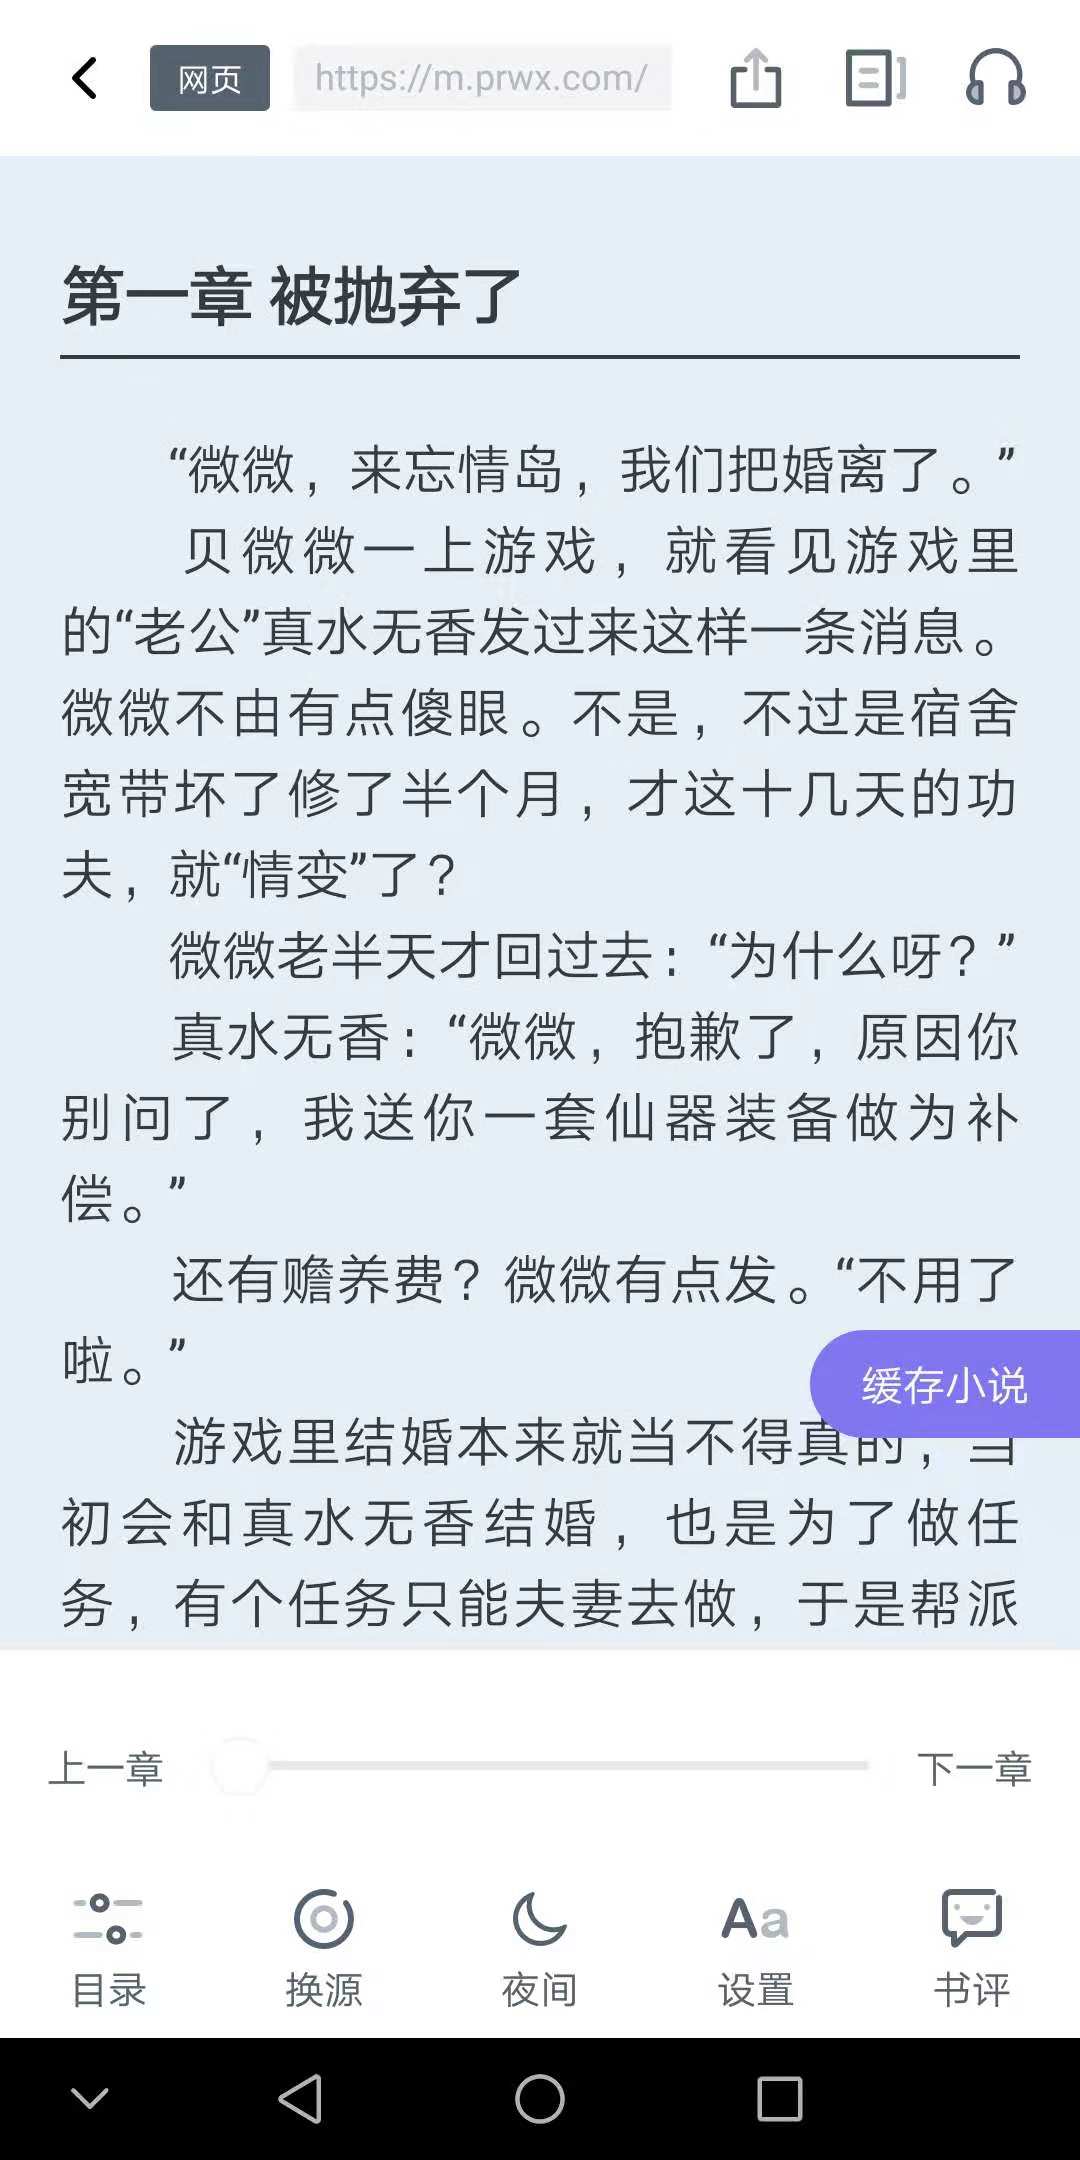 网页
https://m.prwx.com/
第一章 被抛弃了
“微微，来忘情岛，我们把婚离了。”
贝微微一上游戏，就看见游戏里
的“老公”真水无香发过来这样一条消息。
微微不由有点傻眼。不是，不过是宿舍
宽带坏了修了半个月，才这十几天的功
夫，就“情变”了？
微微老半天才回过去：“为什么呀？”
真水无香：“微微，抱歉了，原因你
别问了，我送你一套仙器装备做为补
偿。”
还有赡养费？微微有点发。“不用了
啦。”
缓存小说
游戏里结婚本来就当不得真的，当
初会和真水无香结婚，也是为了做任
务，有个任务只能夫妻去做，于是帮派
上一章
下一章
目录
换源
夜间
Aa
设置
书评